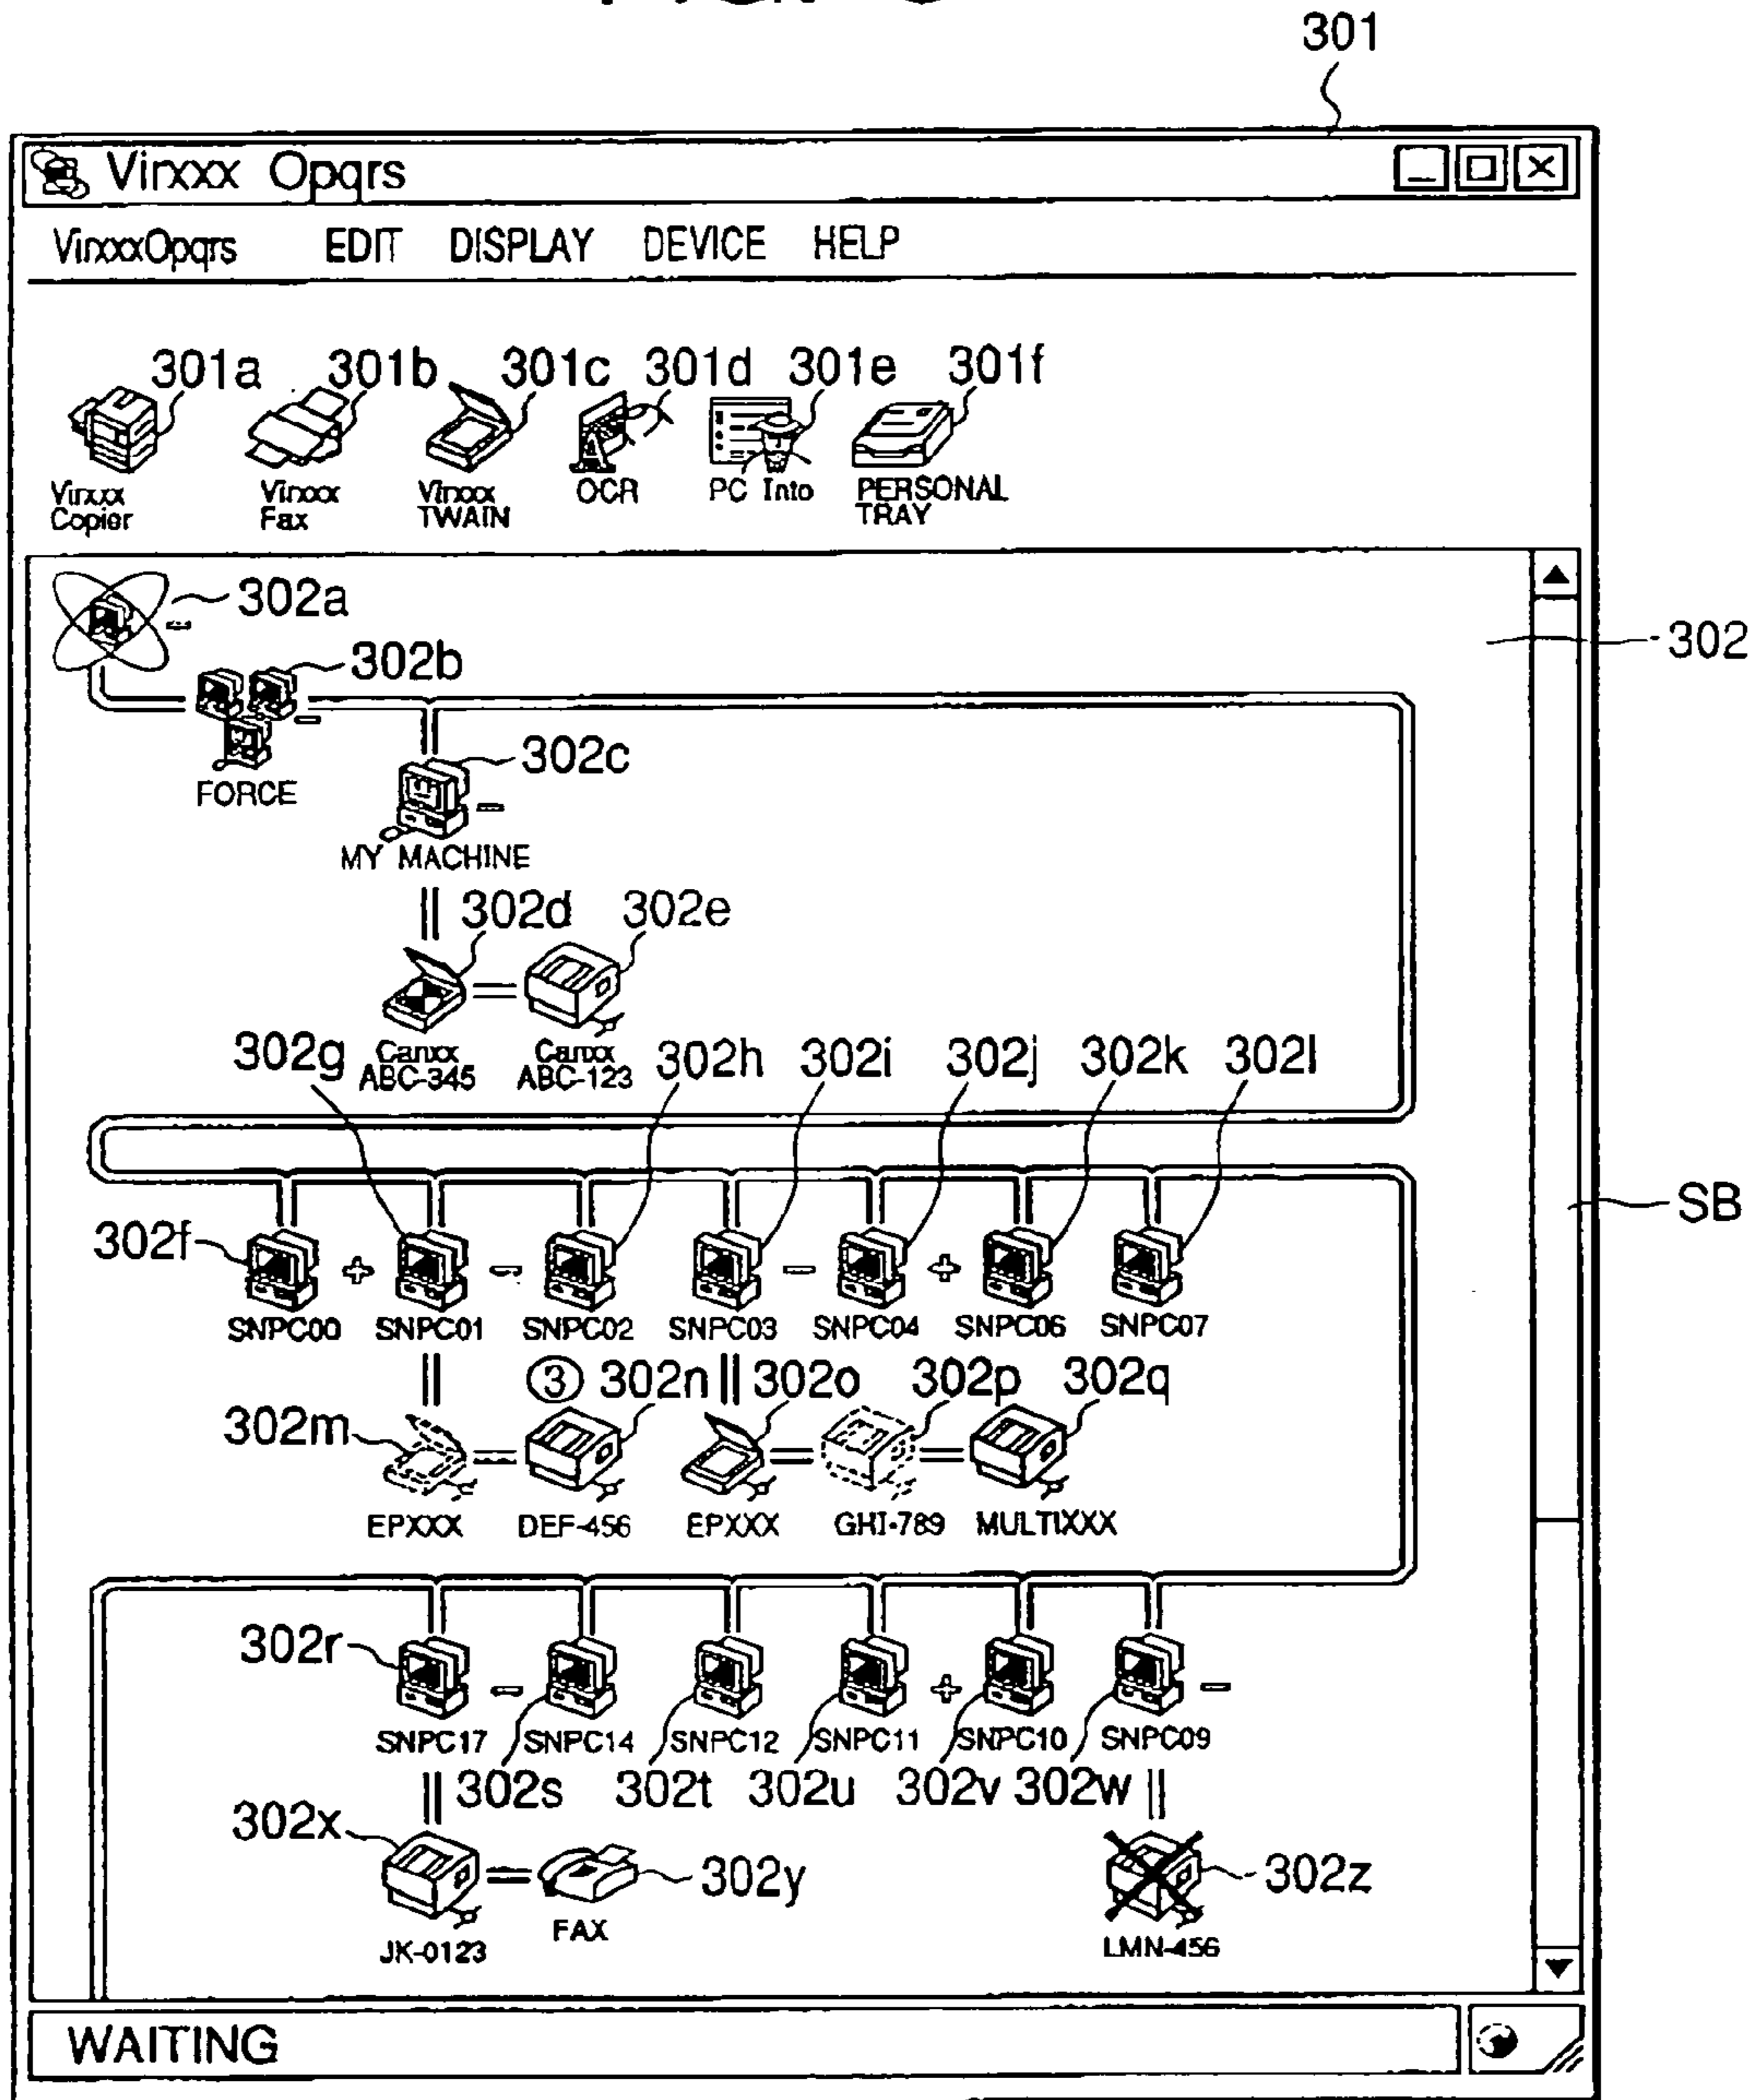 301
Virxxx Opqrs
VirxxxOpqrs EDIT DISPLAY DEVICE HELP
301a 301b 301c 301d 301e 301f
Virxxx Copier
Virxxx Fax
Virxxx TWAIN
OCR
PC Into
PERSONAL TRAY
302a
302
302b
FORCE
302c
MY MACHINE
302d 302e
Canxx ABC-345
Canxx ABC-123
302g 302h 302i 302j 302k 302l
SB
302f
SNPC00 SNPC01 SNPC02 SNPC03 SNPC04 SNPC06 SNPC07
3 302n 302o 302p 302q
302m
EPXXX DEF-456 EPXXX GHI-789 MULTIXXX
302r
SNPC17 SNPC14 SNPC12 SNPC11 SNPC10 SNPC09
302s 302t 302u 302v 302w
302x 302y 302z
JK-0123 FAX LMN-456
WAITING